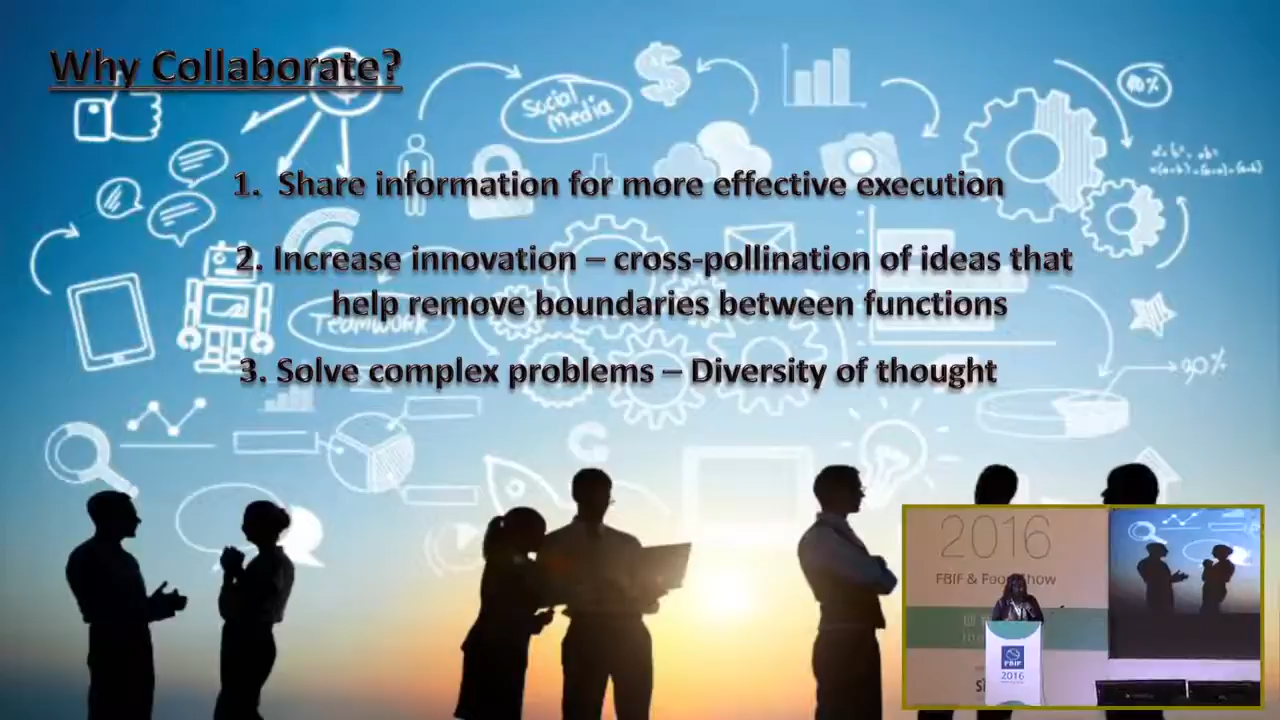 Why Collaborate?
Social
Media
1. Share information for more effective execution
2. Increase innovation – cross-pollination of ideas that
help remove boundaries between functions
Teamwork
3. Solve complex problems – Diversity of thought
90%
2016
FBIF & Food Show
FBIF
2016